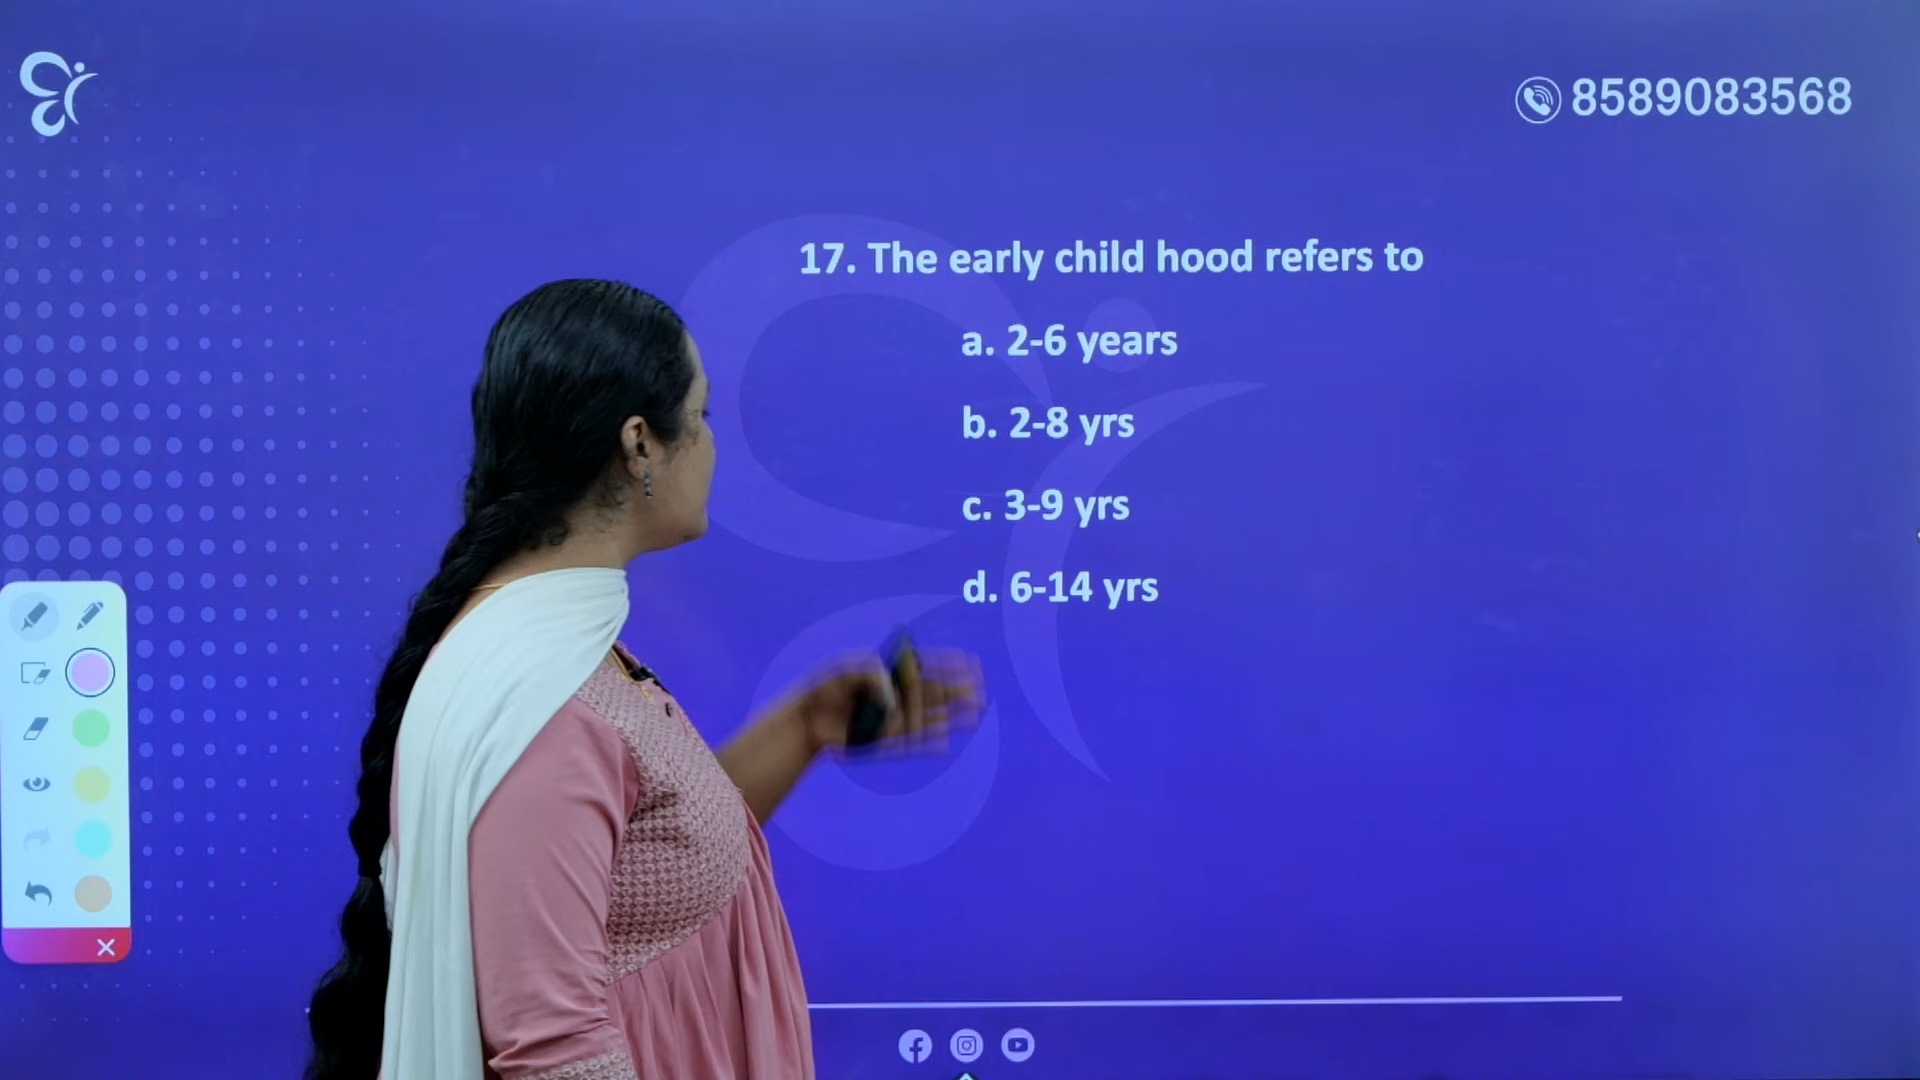 8589083568
17. The early child hood refers to
a. 2-6 years
b. 2-8 yrs
c. 3-9 yrs
d. 6-14 yrs